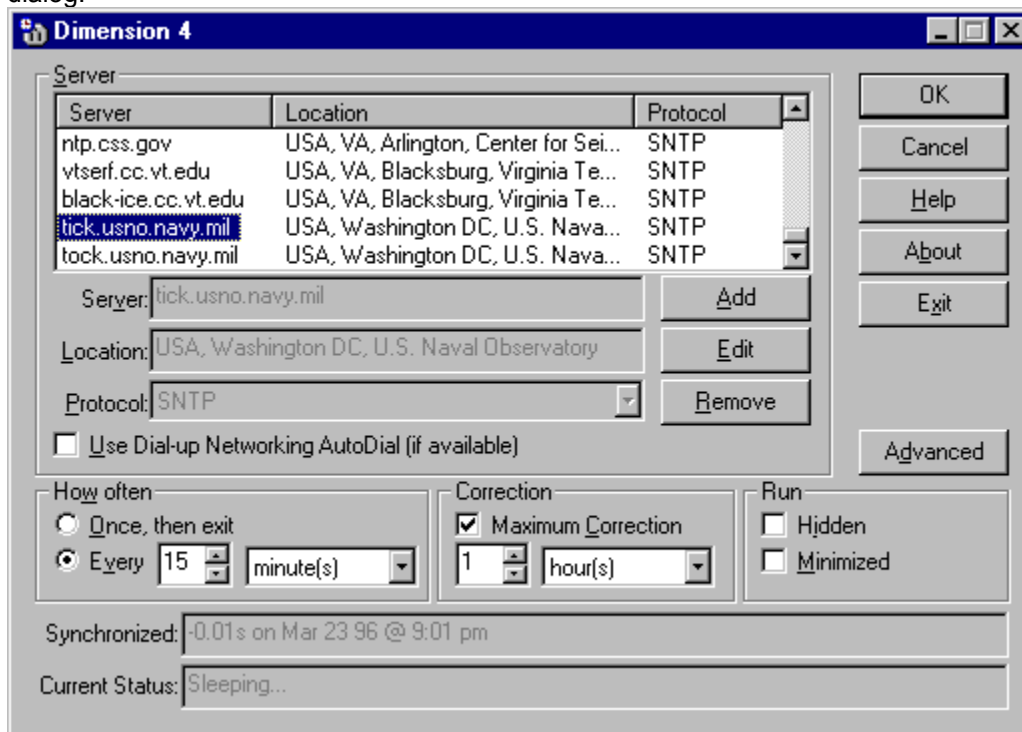 dialog.
Dimension 4
Server
Server Location Protocol
ntp.css.gov USA, VA, Arlington, Center for Sei... SNTP
vtserf.cc.vt.edu USA, VA, Blacksburg, Virginia Te... SNTP
black-ice.cc.vt.edu USA, VA, Blacksburg, Virginia Te... SNTP
tick.usno.navy.mil USA, Washington DC, U.S. Nava... SNTP
tock.usno.navy.mil USA, Washington DC, U.S. Nava... SNTP
Server: tick.usno.navy.mil
Location: USA, Washington DC, U.S. Naval Observatory
Protocol: SNTP
Use Dial-up Networking AutoDial (if available)
Add
Edit
Remove
OK
Cancel
Help
About
Exit
Advanced
How often
Once, then exit
Every 15 minute(s)
Correction
Maximum Correction
1 hour(s)
Run
Hidden
Minimized
Synchronized: -0.01s on Mar 23 96 @ 9:01 pm
Current Status: Sleeping...